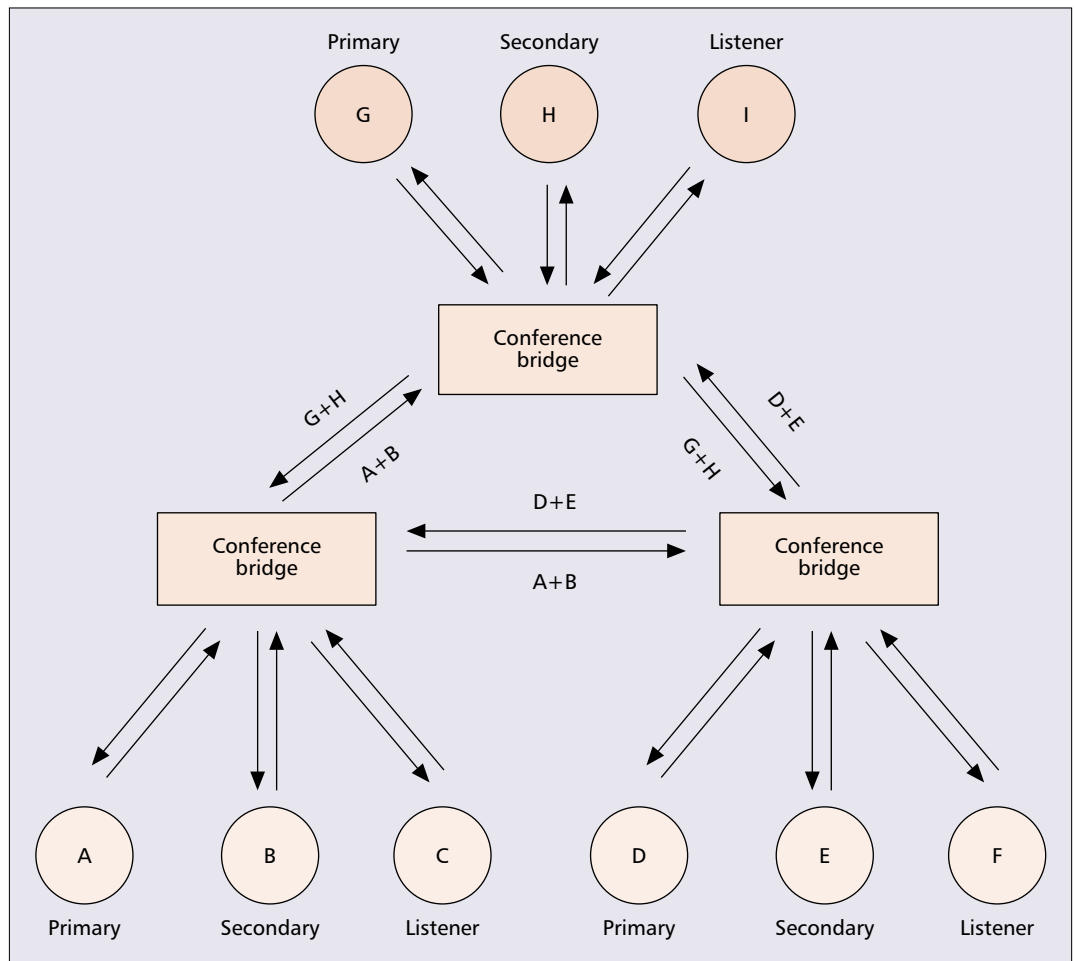 Primary
Secondary
Listener
G
H
I
Conference
bridge
G+H
A+B
D+E
G+H
D+E
A+B
Conference
bridge
Conference
bridge
A
B
C
D
E
F
Primary
Secondary
Listener
Primary
Secondary
Listener